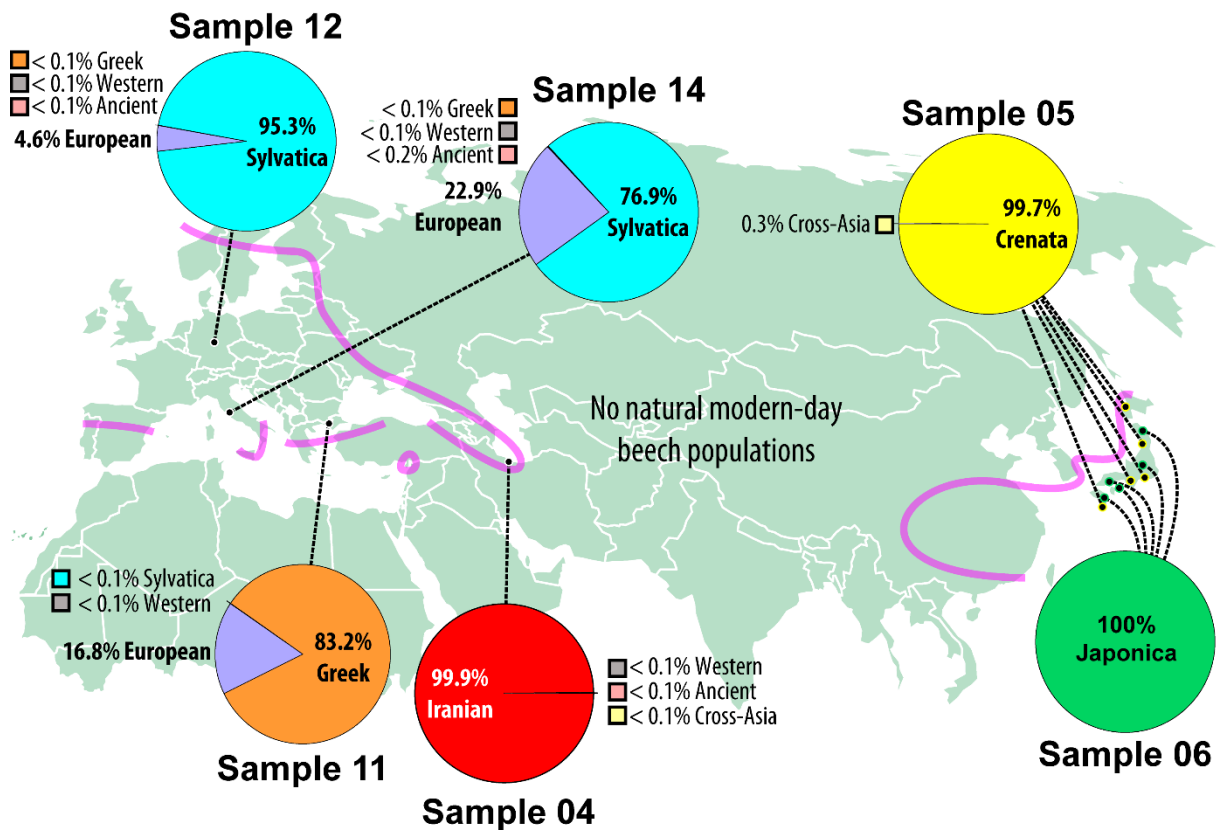 Sample 12
< 0.1% Greek
< 0.1% Western
< 0.1% Ancient
4.6% European
95.3%
Sylvatica
Sample 14
< 0.1% Greek
< 0.1% Western
< 0.2% Ancient
22.9%
European
76.9%
Sylvatica
Sample 05
0.3% Cross-Asia
99.7%
Crenata
No natural modern-day
beech populations
< 0.1% Sylvatica
< 0.1% Western
16.8% European
83.2%
Greek
Sample 11
99.9%
Iranian
< 0.1% Western
< 0.1% Ancient
< 0.1% Cross-Asia
Sample 04
100%
Japonica
Sample 06